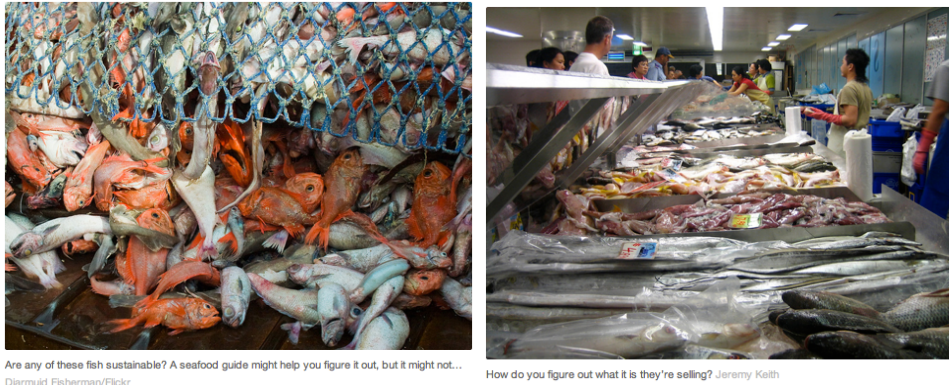 Are any of these fish sustainable? A seafood guide might help you figure it out, but it might not...
Diarmuid Fisherman/Flickr
How do you figure out what it is they're selling? Jeremy Keith